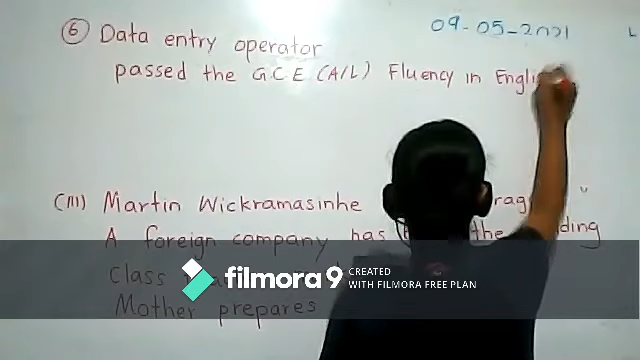 09-05-2021 L
⑥ Data entry operator
passed the G.C.E (A/L) Fluency in Englis
(III) Martin Wickramasinhe "
A foreign company has the
class
Mother prepares
filmora9 CREATED
WITH FILMORA FREE PLAN